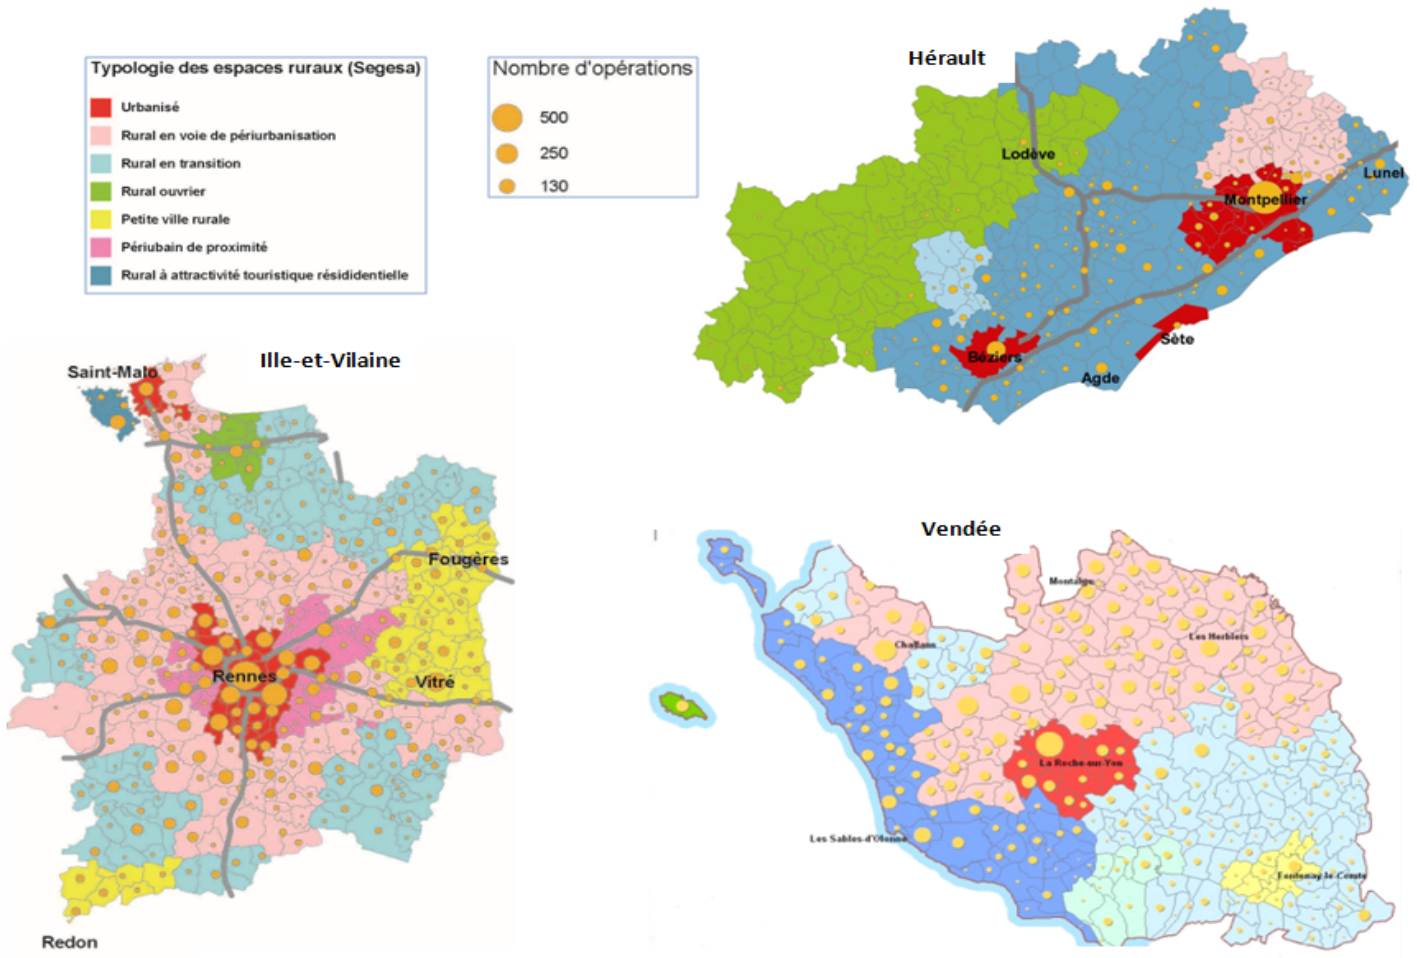 Typologie des espaces ruraux (Segesa)
Urbanisé
Rural en voie de périurbanisation
Rural en transition
Rural ouvrier
Petite ville rurale
Périubain de proximité
Rural à attractivité touristique résididentielle
Nombre d'opérations
500
250
130
Hérault
Lodève
Lunel
Montpellier
Béziers
Sète
Agde
Ille-et-Vilaine
Saint-Malo
Fougères
Rennes
Vitré
Redon
Vendée
Montaigu
Les Herbiers
Challans
La Roche-sur-Yon
Les Sables-d'Olonne
Fontenay-le-Comte